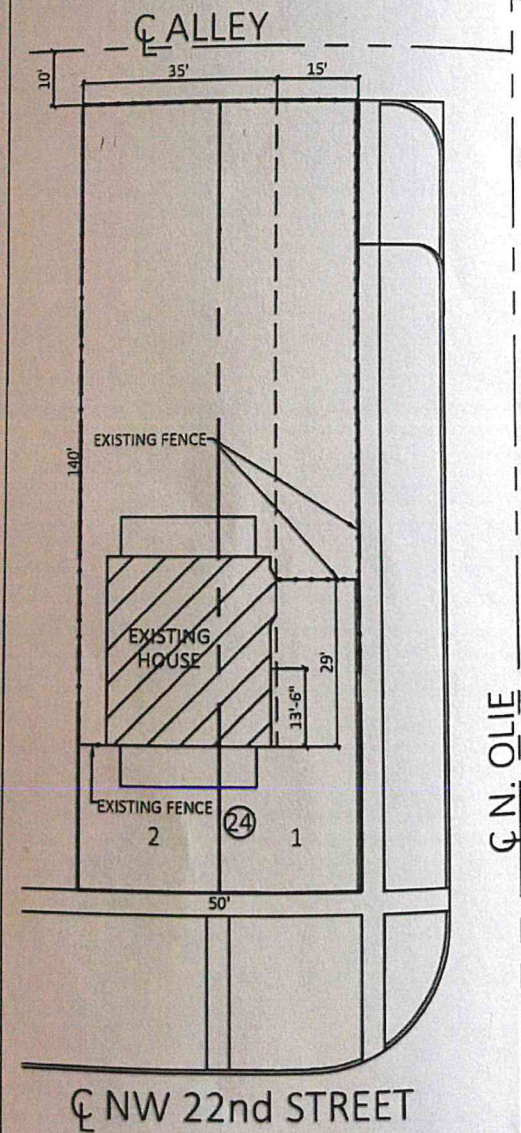 ℄ ALLEY
10'
35'
15'
140'
EXISTING FENCE
EXISTING
HOUSE
29'
13'-6"
EXISTING FENCE
2
24
1
50'
℄ N. OLIE
℄ NW 22nd STREET